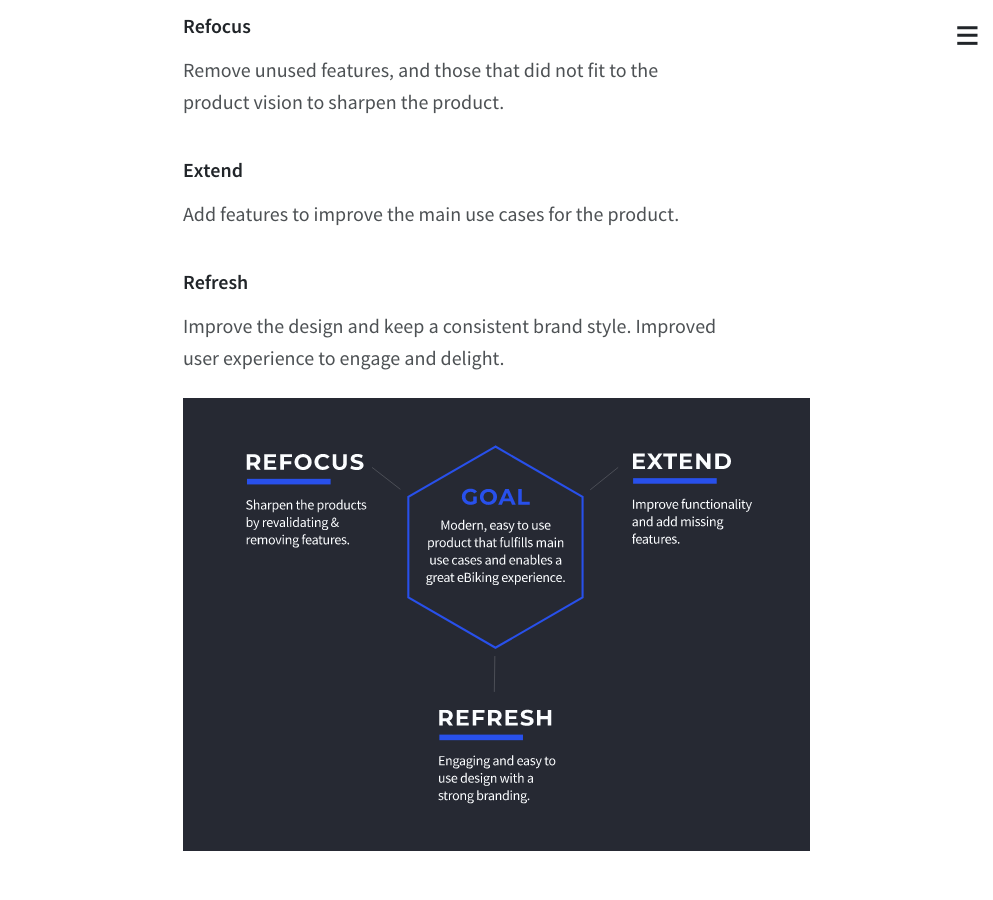 Refocus
Remove unused features, and those that did not fit to the
product vision to sharpen the product.
Extend
Add features to improve the main use cases for the product.
Refresh
Improve the design and keep a consistent brand style. Improved
user experience to engage and delight.
REFOCUS
Sharpen the products
by revalidating &
removing features.
GOAL
Modern, easy to use
product that fulfills main
use cases and enables a
great eBiking experience.
EXTEND
Improve functionality
and add missing
features.
REFRESH
Engaging and easy to
use design with a
strong branding.